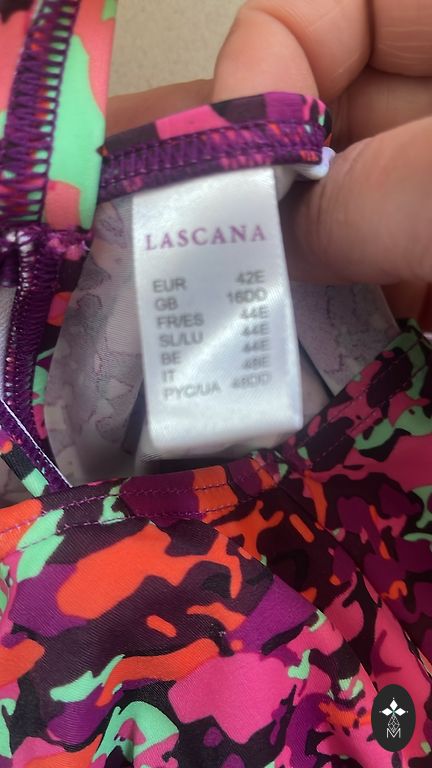 LASCANA
EUR 42E
GB 16DD
FR/ES 44E
SL/LU 44E
BE 44E
IT 48E
PYC/UA 48DD